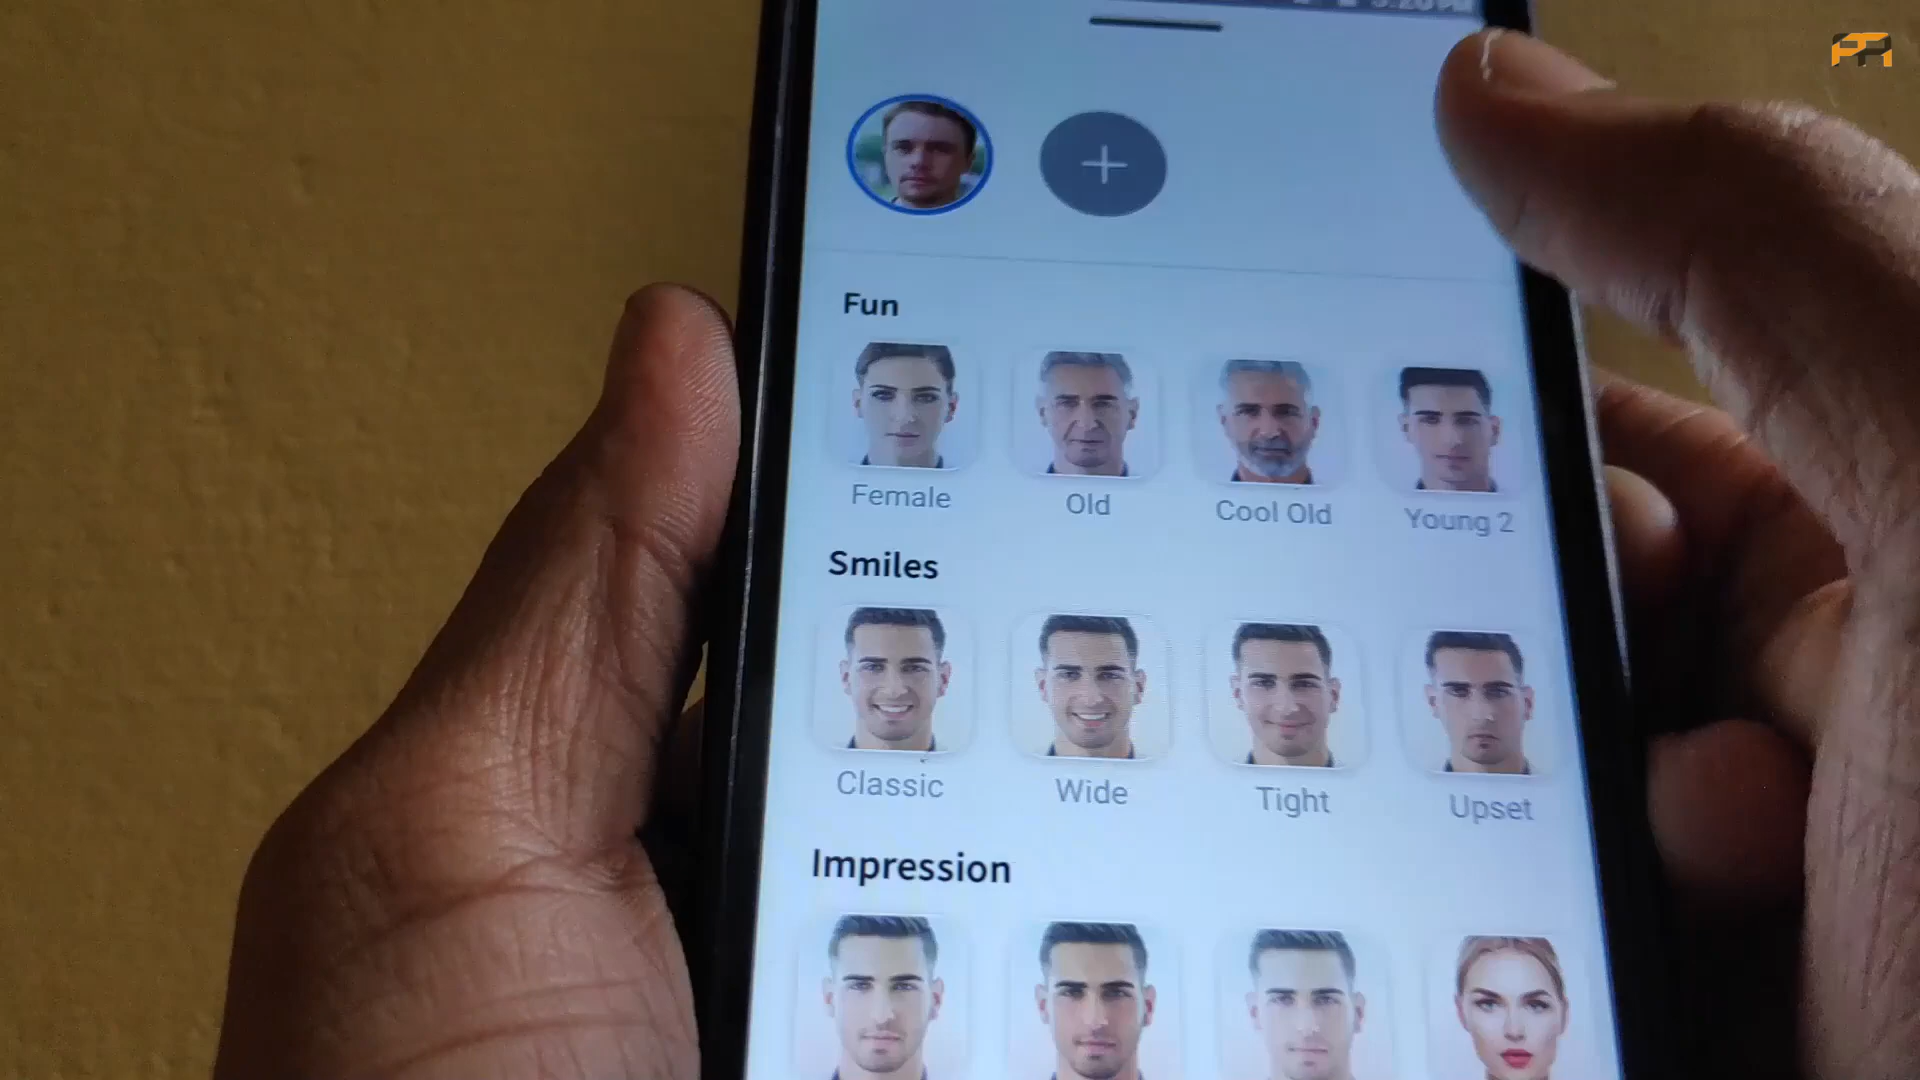 Fun
Female
Old
Cool Old
Young 2
Smiles
Classic
Wide
Tight
Upset
Impression